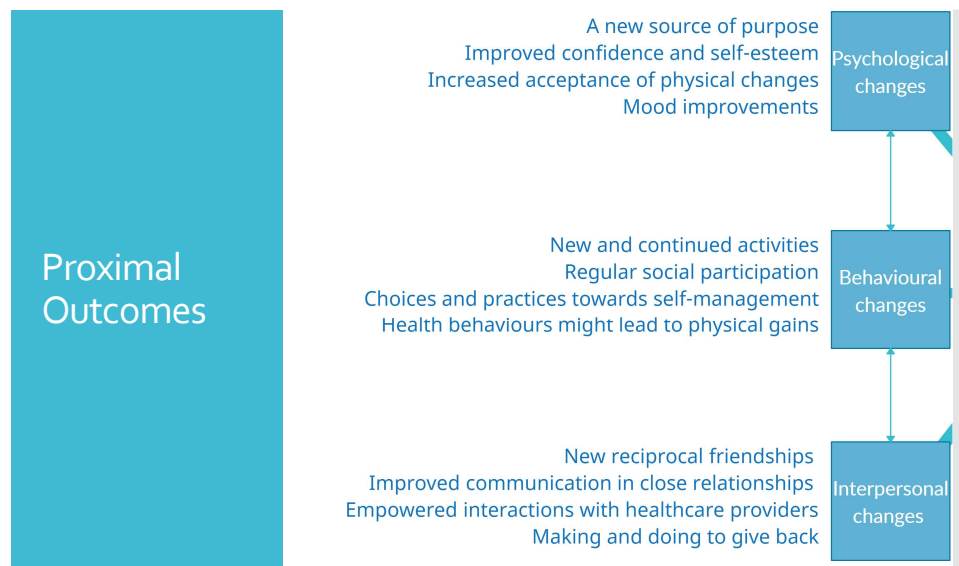 Proximal
Outcomes
A new source of purpose
Improved confidence and self-esteem
Increased acceptance of physical changes
Mood improvements
Psychological
changes
New and continued activities
Regular social participation
Choices and practices towards self-management
Health behaviours might lead to physical gains
Behavioural
changes
New reciprocal friendships
Improved communication in close relationships
Empowered interactions with healthcare providers
Making and doing to give back
Interpersonal
changes